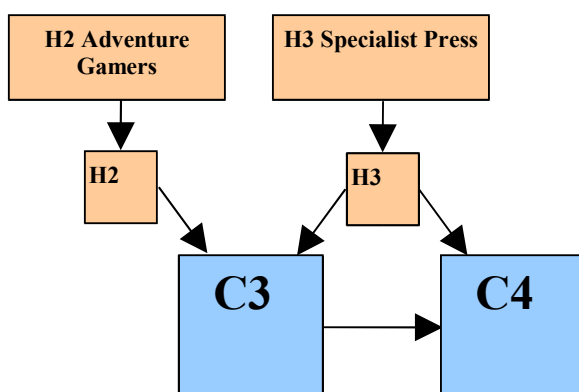 H2 Adventure
Gamers
H3 Specialist Press
H2
H3
C3
C4